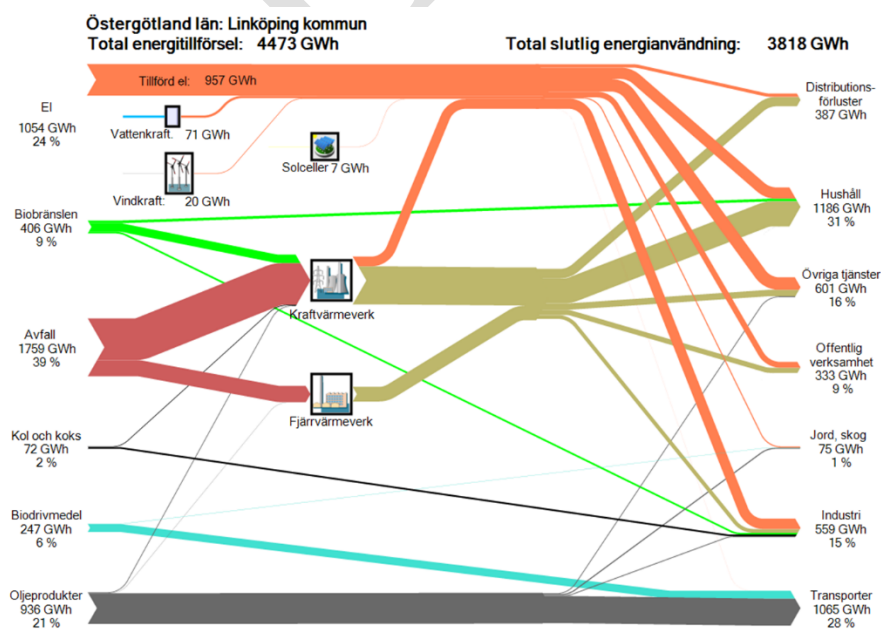 Östergötland län: Linköping kommun
Total energitillförsel: 4473 GWh
Total slutlig energianvändning: 3818 GWh
Tillförd el: 957 GWh
El
1054 GWh
24 %
Vattenkraft. 71 GWh
Solceller 7 GWh
Vindkraft: 20 GWh
Biobränslen
406 GWh
9 %
Kraftvärmeverk
Avfall
1759 GWh
39 %
Fjärrvärmeverk
Kol och koks
72 GWh
2 %
Biodrivmedel
247 GWh
6 %
Oljeprodukter
936 GWh
21 %
Distributions-
förluster
387 GWh
Hushåll
1186 GWh
31 %
Övriga tjänster
601 GWh
16 %
Offentlig
verksamhet
333 GWh
9 %
Jord, skog
75 GWh
1 %
Industri
559 GWh
15 %
Transporter
1065 GWh
28 %